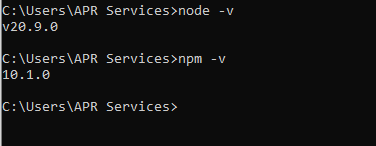 C:\Users\APR Services>node -v
v20.9.0
C:\Users\APR Services>npm -v
10.1.0
C:\Users\APR Services>